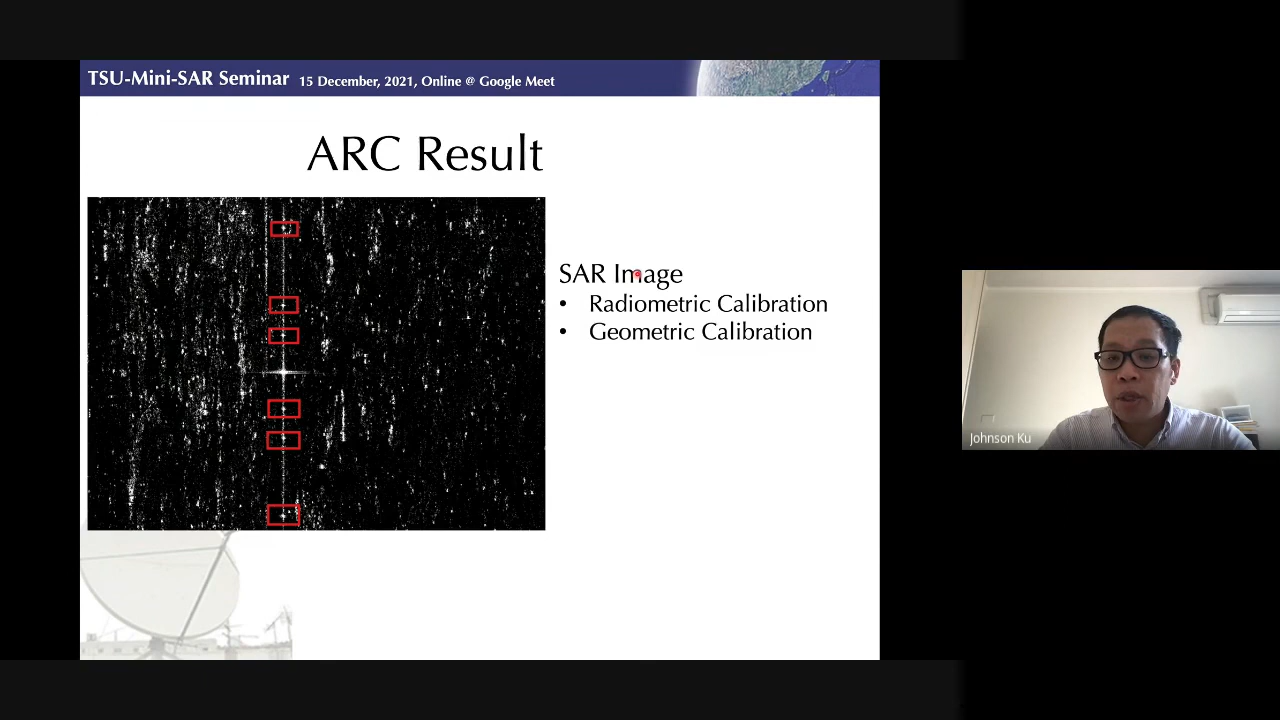 TSU-Mini-SAR Seminar 15 December, 2021, Online @ Google Meet
ARC Result
SAR Image
• Radiometric Calibration
• Geometric Calibration
Johnson Ku